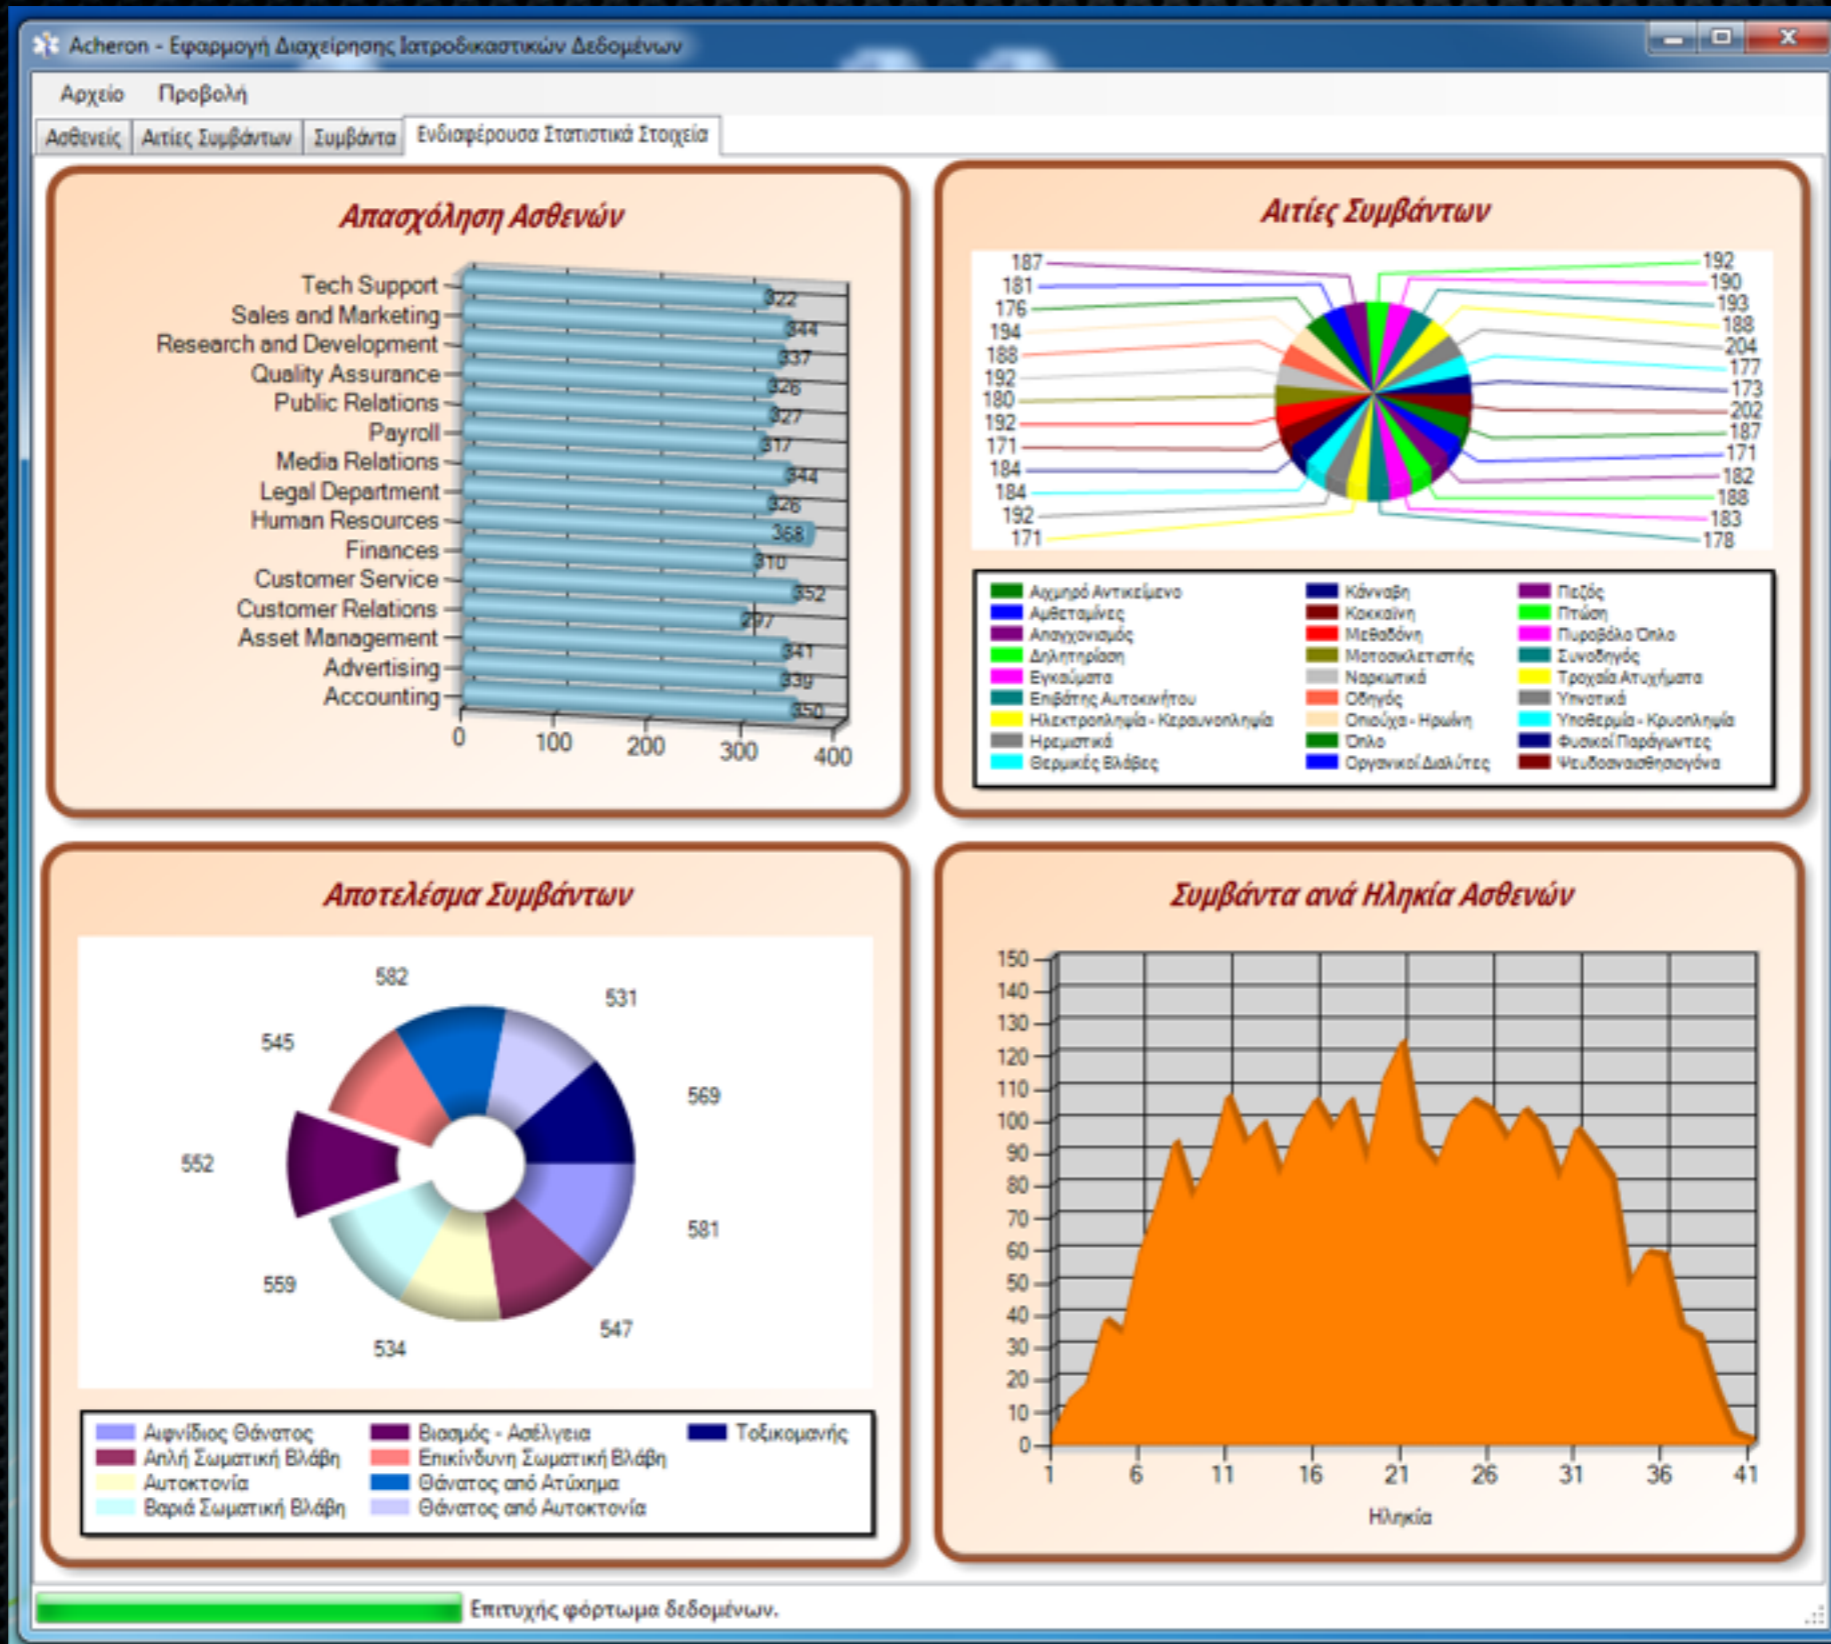 Acheron - Εφαρμογή Διαχείρησης Ιατροδικαστικών Δεδομένων
Αρχείο Προβολή
Ασθενείς Αιτίες Συμβάντων Συμβάντα Ενδιαφέρουσα Στατιστικά Στοιχεία
Απασχόληση Ασθενών
Tech Support 322
Sales and Marketing 344
Research and Development 337
Quality Assurance 326
Public Relations 327
Payroll 317
Media Relations 344
Legal Department 326
Human Resources 368
Finances 310
Customer Service 352
Customer Relations 297
Asset Management 341
Advertising 339
Accounting 350
0 100 200 300 400
Αιτίες Συμβάντων
187 192
181 190
176 193
194 188
188 204
192 177
180 173
192 202
171 187
184 171
184 182
192 188
171 183
178
Αιχμηρό Αντικείμενο Κάνναβη Πεζός
Αμθεταμίνες Κοκκαίνη Πτώση
Απαγχονισμός Μεθαδόνη Πυροβόλο Όπλο
Δηλητηρίαση Μοτοσικλετιστής Συνοδηγός
Εγκαύματα Ναρκωτικά Τροχαία Ατυχήματα
Επιβάτης Αυτοκινήτου Οδηγός Υπνοτικά
Ηλεκτροπληψία - Κεραυνοπληψία Οπιούχα - Ηρωίνη Υποθερμία - Κρυοπληψία
Ηρεμιστικά Όπλο Φυσικοί Παράγωντες
Θερμικές Βλάβες Οργανικοί Διαλύτες Ψευδοαναισθησιογόνα
Αποτελέσμα Συμβάντων
582
531
545
569
552
581
559
547
534
Αιφνίδιος Θάνατος Βιασμός - Ασέλγεια Τοξικομανής
Απλή Σωματική Βλάβη Επικίνδυνη Σωματική Βλάβη
Αυτοκτονία Θάνατος από Ατύχημα
Βαριά Σωματική Βλάβη Θάνατος από Αυτοκτονία
Συμβάντα ανά Ηληκία Ασθενών
150
140
130
120
110
100
90
80
70
60
50
40
30
20
10
0
1 6 11 16 21 26 31 36 41
Ηληκία
Επιτυχής φόρτωμα δεδομένων.